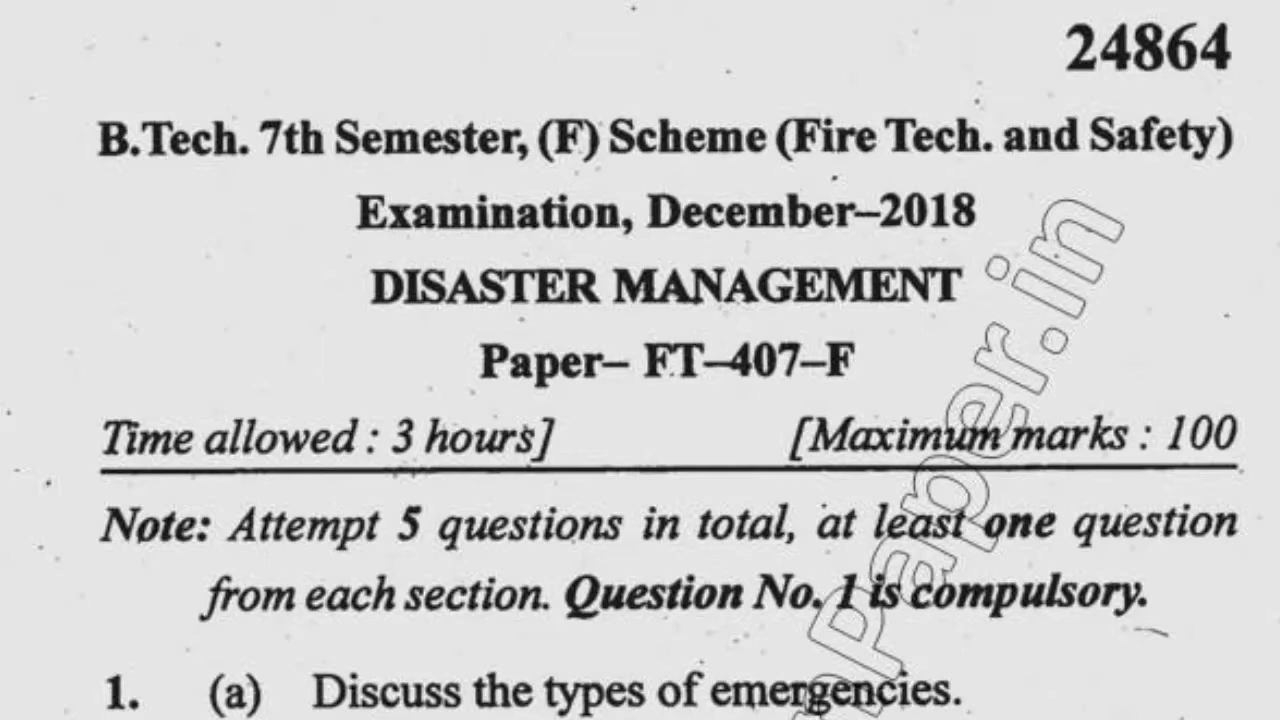 24864
B.Tech. 7th Semester, (F) Scheme (Fire Tech. and Safety)
Examination, December–2018
DISASTER MANAGEMENT
Paper– FT–407–F
Time allowed : 3 hours] [Maximum marks : 100
Note: Attempt 5 questions in total, at least one question
from each section. Question No. 1 is compulsory.
1. (a) Discuss the types of emergencies.
Paper.in